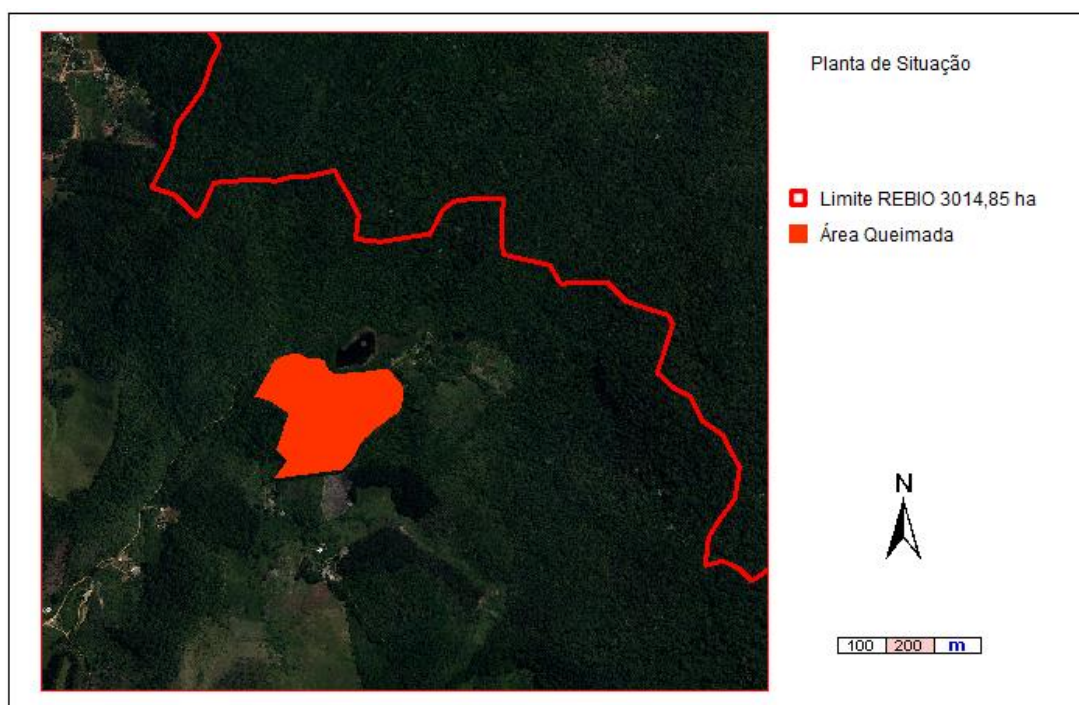 Planta de Situação
Limite REBIO 3014,85 ha
Área Queimada
N
100 200 m